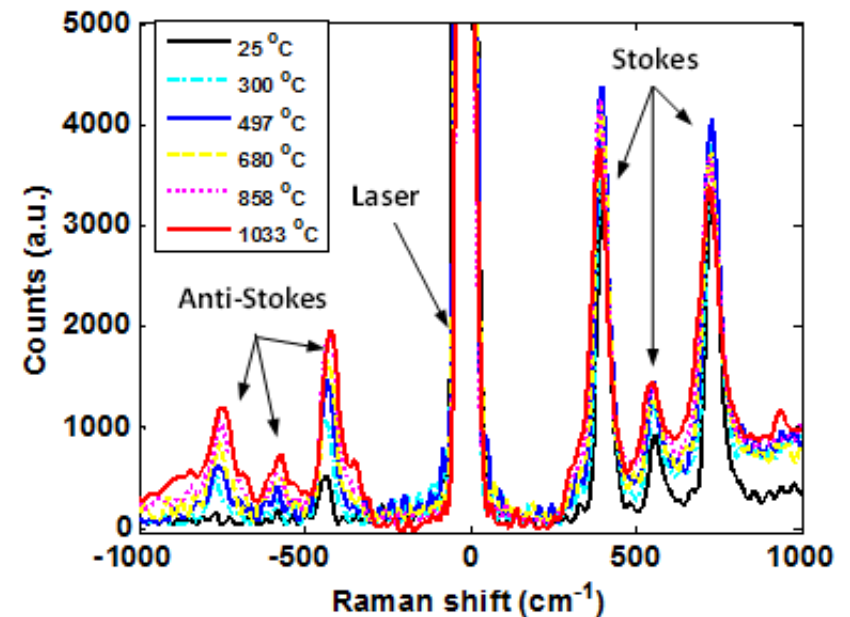 5000
4000
3000
2000
1000
0
Counts (a.u.)
25 °C
300 °C
497 °C
680 °C
858 °C
1033 °C
Stokes
Laser
Anti-Stokes
-1000
-500
0
500
1000
Raman shift (cm⁻¹)